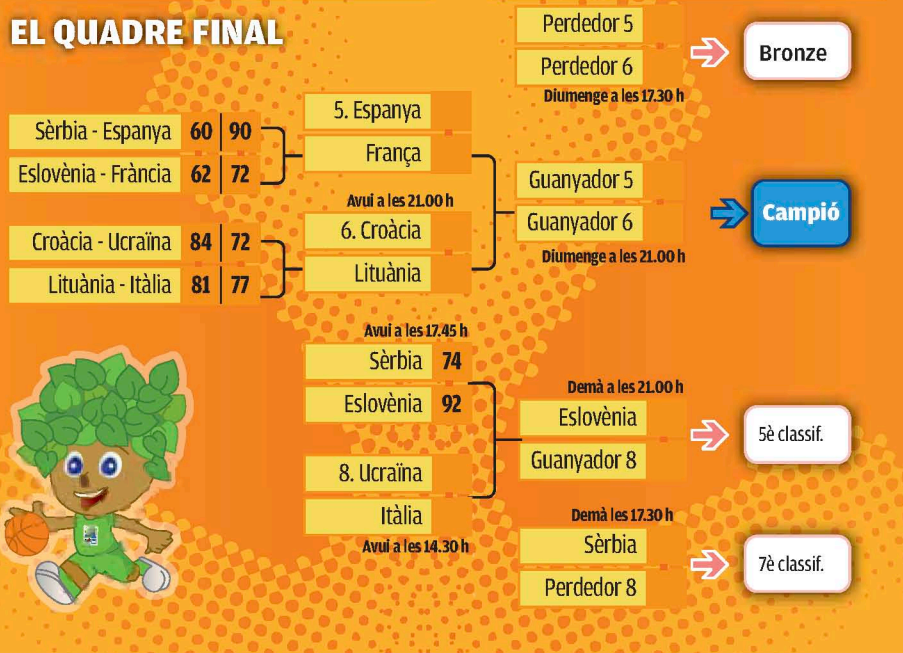 EL QUADRE FINAL
Sèrbia - Espanya 60 90
Eslovènia - Frància 62 72
Croàcia - Ucraïna 84 72
Lituània - Itàlia 81 77
5. Espanya
França
Avui a les 21.00 h
6. Croàcia
Lituània
Avui a les 17.45 h
Perdedor 5
Perdedor 6
Diumenge a les 17.30 h
Bronze
Guanyador 5
Guanyador 6
Diumenge a les 21.00 h
Campió
Sèrbia 74
Eslovènia 92
8. Ucraïna
Itàlia
Avui a les 14.30 h
Demà a les 21.00 h
Eslovènia
Guanyador 8
5è classif.
Demà les 17.30 h
Sèrbia
Perdedor 8
7è classif.